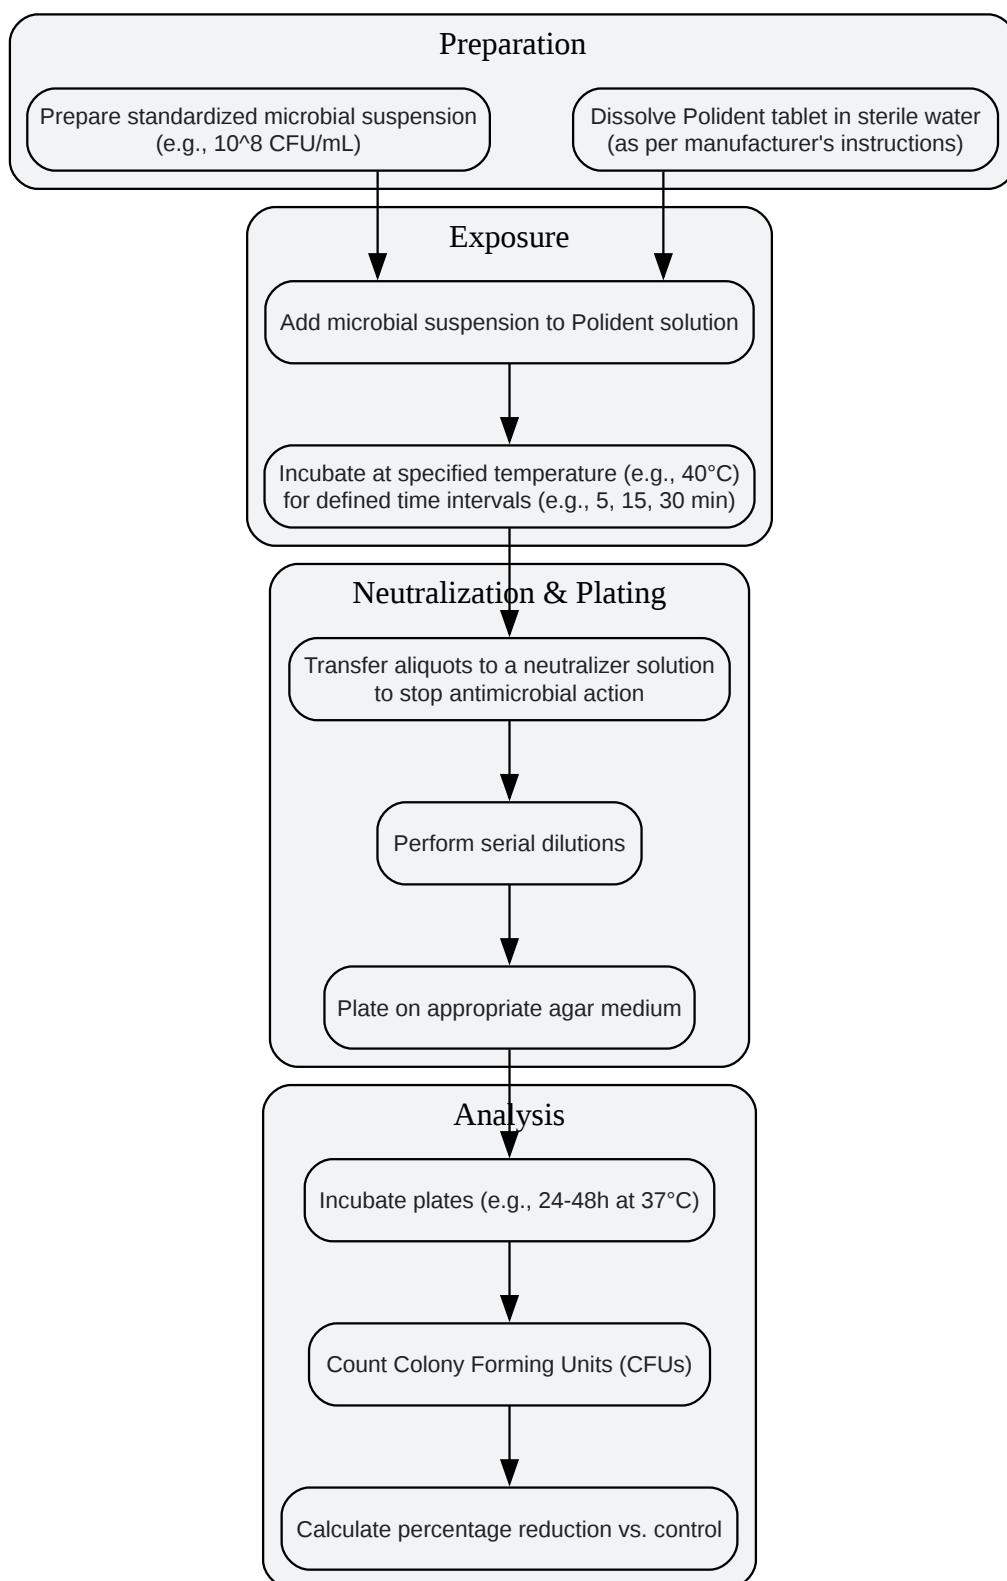 Preparation
Prepare standardized microbial suspension
(e.g., 10^8 CFU/mL)
Dissolve Polident tablet in sterile water
(as per manufacturer's instructions)
Exposure
Add microbial suspension to Polident solution
Incubate at specified temperature (e.g., 40°C)
for defined time intervals (e.g., 5, 15, 30 min)
Neutralization & Plating
Transfer aliquots to a neutralizer solution
to stop antimicrobial action
Perform serial dilutions
Plate on appropriate agar medium
Analysis
Incubate plates (e.g., 24-48h at 37°C)
Count Colony Forming Units (CFUs)
Calculate percentage reduction vs. control